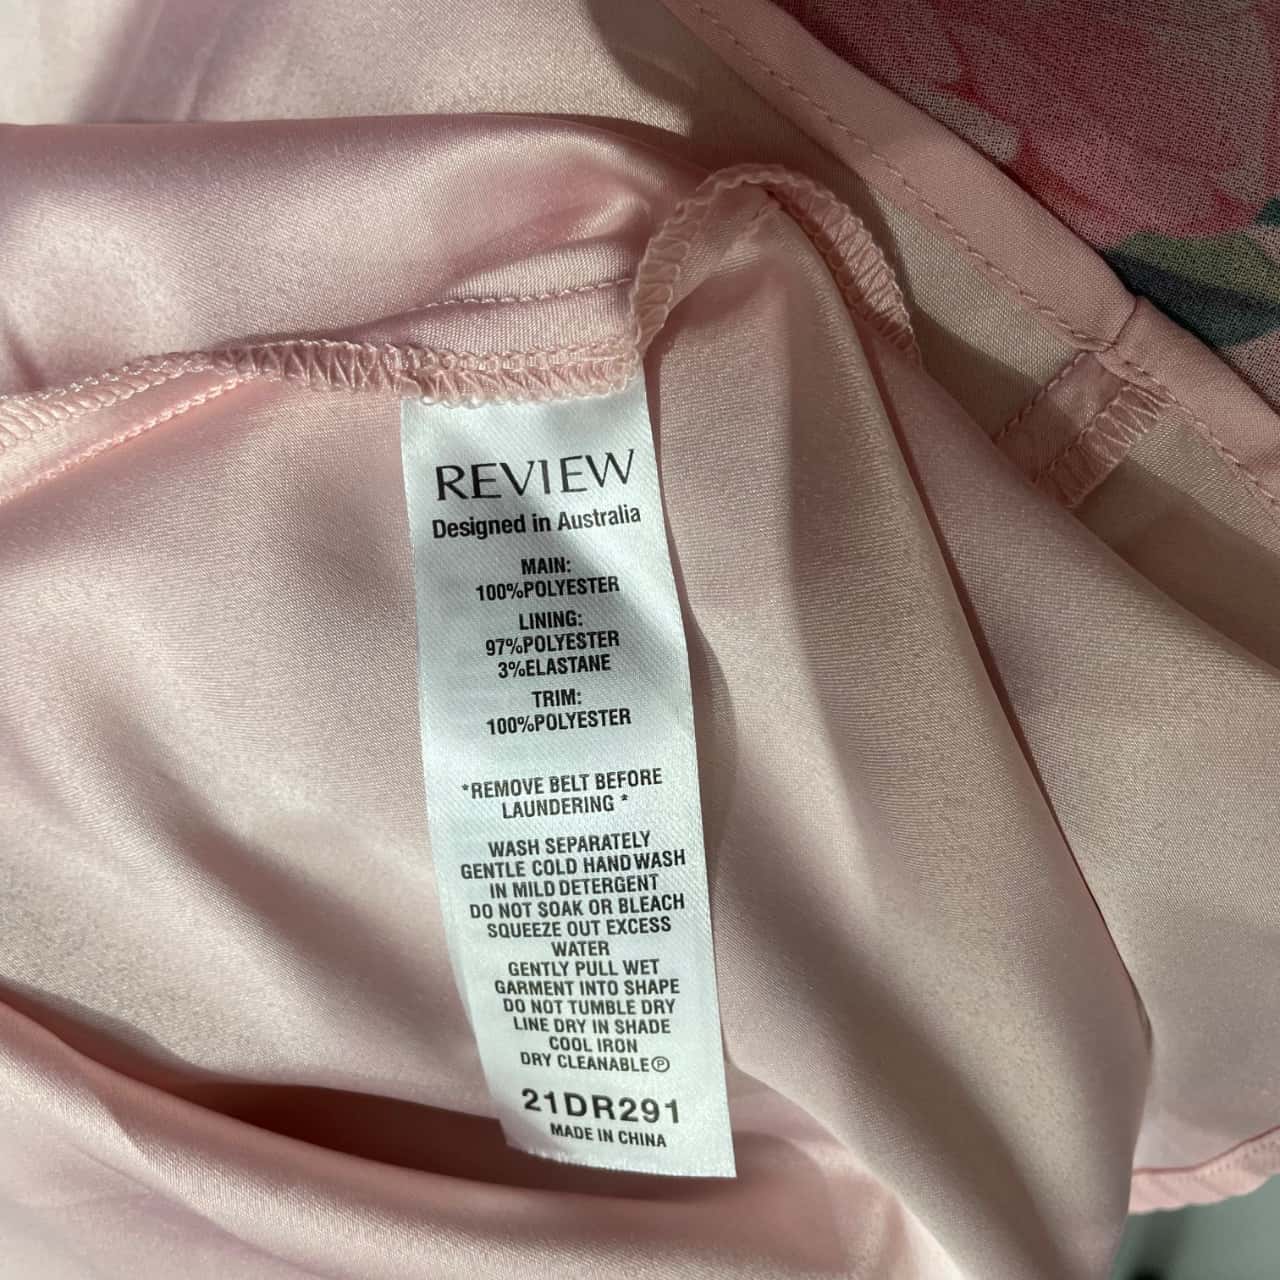 REVIEW
Designed in Australia
MAIN:
100%POLYESTER
LINING:
97%POLYESTER
3%ELASTANE
TRIM:
100%POLYESTER
*REMOVE BELT BEFORE
LAUNDERING *
WASH SEPARATELY
GENTLE COLD HAND WASH
IN MILD DETERGENT
DO NOT SOAK OR BLEACH
SQUEEZE OUT EXCESS
WATER
GENTLY PULL WET
GARMENT INTO SHAPE
DO NOT TUMBLE DRY
LINE DRY IN SHADE
COOL IRON
DRY CLEANABLEⓅ
21DR291
MADE IN CHINA